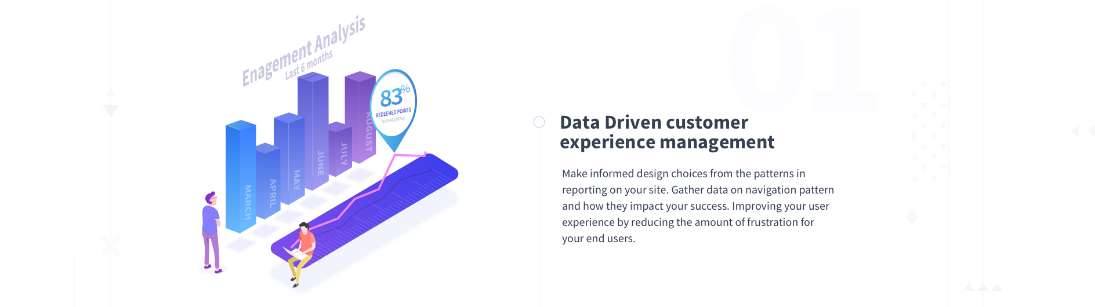 01
Enagement Analysis
Last 6 months
83%
REDEEMED POINTS
MARCH
APRIL
MAY
JUNE
JULY
AUGUST
Data Driven customer
experience management
Make informed design choices from the patterns in
reporting on your site. Gather data on navigation pattern
and how they impact your success. Improving your user
experience by reducing the amount of frustration for
your end users.